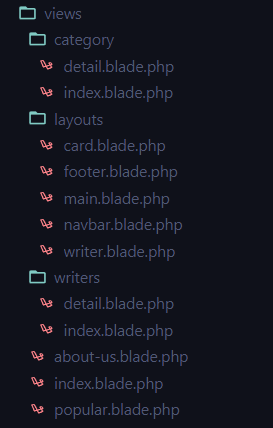 views
category
detail.blade.php
index.blade.php
layouts
card.blade.php
footer.blade.php
main.blade.php
navbar.blade.php
writer.blade.php
writers
detail.blade.php
index.blade.php
about-us.blade.php
index.blade.php
popular.blade.php